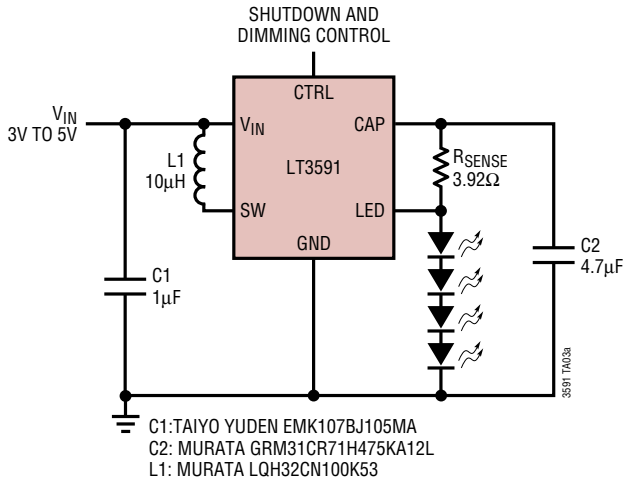 SHUTDOWN AND
DIMMING CONTROL
CTRL
VIN
3V TO 5V
VIN
CAP
L1
10µH
LT3591
RSENSE
3.92Ω
SW
LED
GND
C1
1µF
C2
4.7µF
3591 TA03a
C1:TAIYO YUDEN EMK107BJ105MA
C2: MURATA GRM31CR71H475KA12L
L1: MURATA LQH32CN100K53